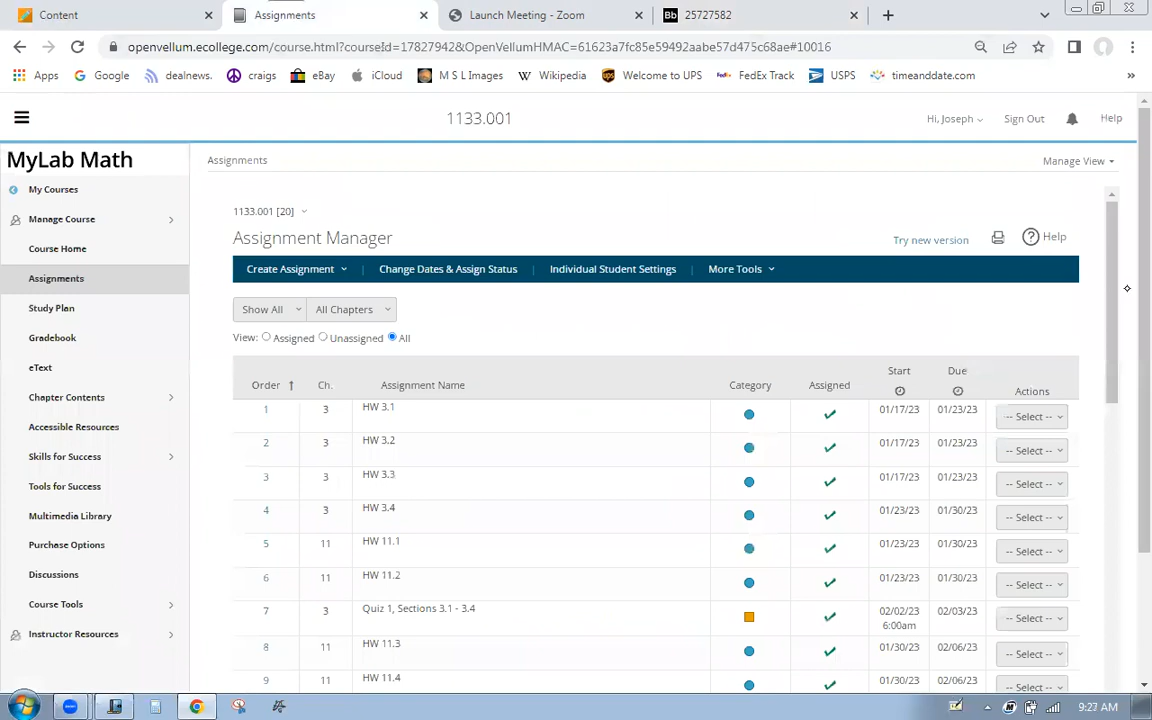 Content
Assignments
Launch Meeting - Zoom
Bb 25727582
openvellum.ecollege.com/course.html?courseId=17827942&OpenVellumHMAC=61623a7fc85e59492aabe57d475c68ae#10016
Apps Google dealnews. craigs eBay iCloud M S L Images W Wikipedia Welcome to UPS FedEx Track USPS timeanddate.com »
1133.001
Hi, Joseph Sign Out Help
MyLab Math
Assignments
Manage View
My Courses
Manage Course
Course Home
Assignments
Study Plan
Gradebook
eText
Chapter Contents
Accessible Resources
Skills for Success
Tools for Success
Multimedia Library
Purchase Options
Discussions
Course Tools
Instructor Resources
1133.001 [20]
Assignment Manager
Try new version ? Help
Create Assignment | Change Dates & Assign Status | Individual Student Settings | More Tools
Show All All Chapters
View: Assigned Unassigned All
Order Ch. Assignment Name Category Assigned Start Due Actions
1 3 HW 3.1 01/17/23 01/23/23 -- Select --
2 3 HW 3.2 01/17/23 01/23/23 -- Select --
3 3 HW 3.3 01/17/23 01/23/23 -- Select --
4 3 HW 3.4 01/23/23 01/30/23 -- Select --
5 11 HW 11.1 01/23/23 01/30/23 -- Select --
6 11 HW 11.2 01/23/23 01/30/23 -- Select --
7 3 Quiz 1, Sections 3.1 - 3.4 02/02/23 02/03/23 -- Select --
6:00am
8 11 HW 11.3 01/30/23 02/06/23 -- Select --
9 11 HW 11.4 01/30/23 02/06/23 -- Select --
9:27 AM